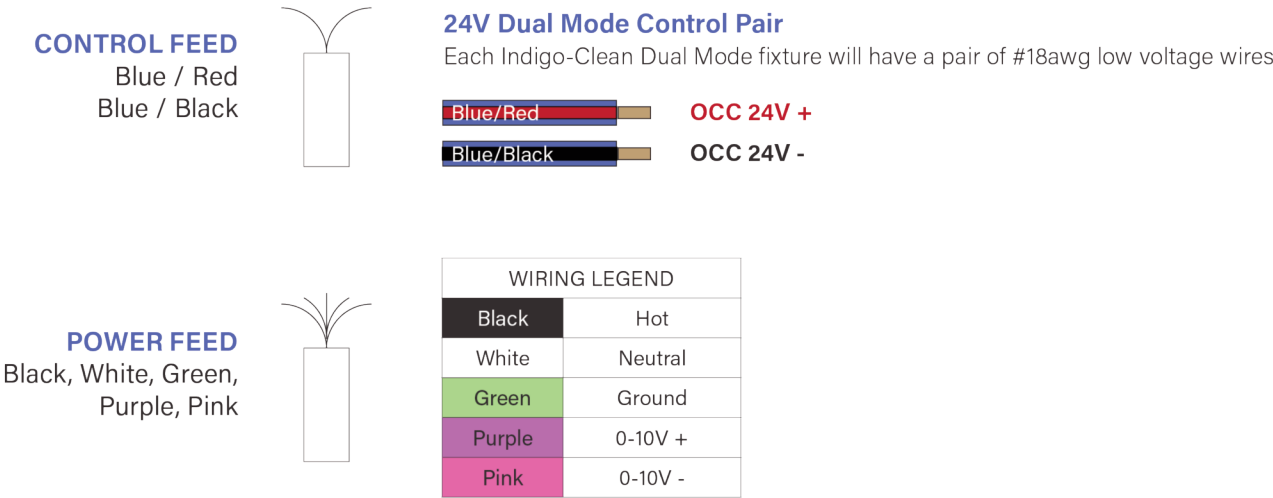 CONTROL FEED
Blue / Red
Blue / Black
24V Dual Mode Control Pair
Each Indigo-Clean Dual Mode fixture will have a pair of #18awg low voltage wires
Blue/Red OCC 24V +
Blue/Black OCC 24V -
POWER FEED
Black, White, Green,
Purple, Pink
WIRING LEGEND
Black Hot
White Neutral
Green Ground
Purple 0-10V +
Pink 0-10V -